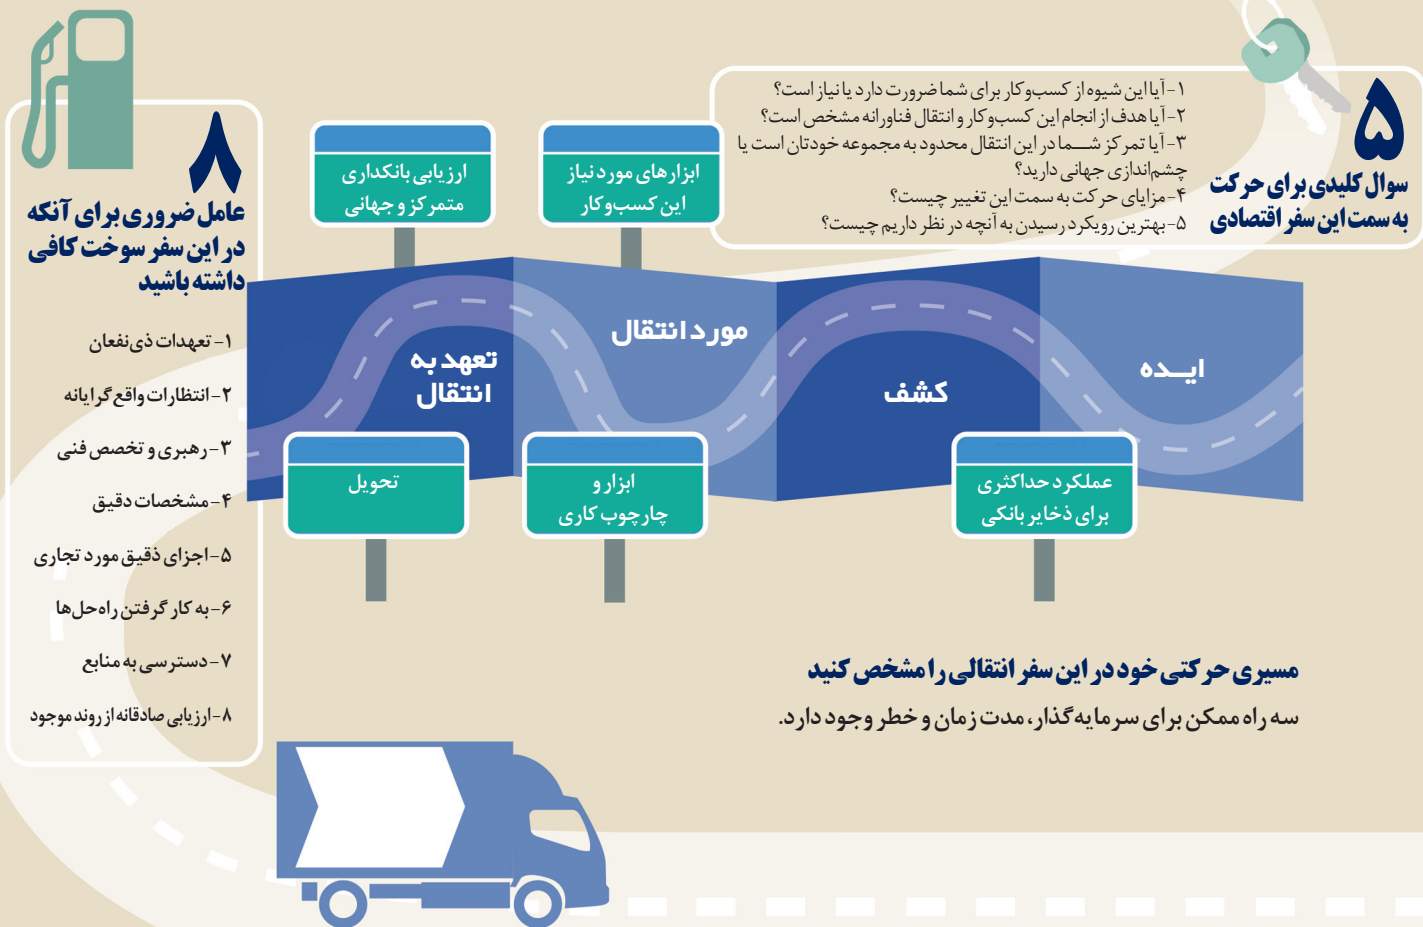 ۵
سوال کلیدی برای حرکت
به سمت این سفر اقتصادی
۱- آیا این شیوه از کسب‌وکار برای شما ضرورت دارد یا نیاز است؟
۲- آیا هدف از انجام این کسب‌وکار و انتقال فناورانه مشخص است؟
۳- آیا تمرکز شما در این انتقال محدود به مجموعه خودتان است یا
چشم‌اندازی جهانی دارید؟
۴- مزایای حرکت به سمت این تغییر چیست؟
۵- بهترین رویکرد رسیدن به آنچه در نظر داریم چیست؟
ابزارهای مورد نیاز
این کسب‌وکار
ارزیابی بانکداری
متمرکز و جهانی
ایده
کشف
مورد انتقال
تعهد به
انتقال
عملکرد حداکثری
برای ذخایر بانکی
ابزار و
چارچوب کاری
تحویل
مسیری حرکتی خود در این سفر انتقالی را مشخص کنید
سه راه ممکن برای سرمایه‌گذار، مدت زمان و خطر وجود دارد.
۸
عامل ضروری برای آنکه
در این سفر سوخت کافی
داشته باشید
۱- تعهدات ذی‌نفعان
۲- انتظارات واقع‌گرایانه
۳- رهبری و تخصص فنی
۴- مشخصات دقیق
۵- اجزای ذقیق مورد تجاری
۶- به کار گرفتن راه‌حل‌ها
۷- دسترسی به منابع
۸- ارزیابی صادقانه از روند موجود